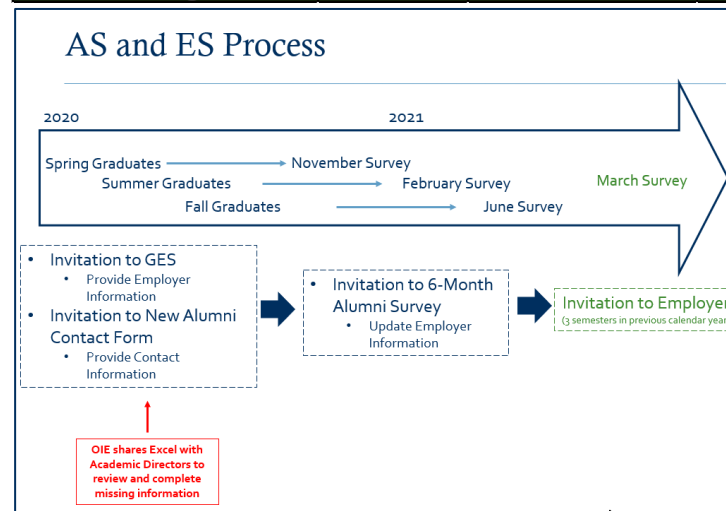 AS and ES Process
2020
2021
Spring Graduates
November Survey
Summer Graduates
February Survey
March Survey
Fall Graduates
June Survey
• Invitation to GES
• Provide Employer
Information
• Invitation to New Alumni
Contact Form
• Provide Contact
Information
• Invitation to 6-Month
Alumni Survey
• Update Employer
Information
Invitation to Employer
(3 semesters in previous calendar year
OIE shares Excel with
Academic Directors to
review and complete
missing information